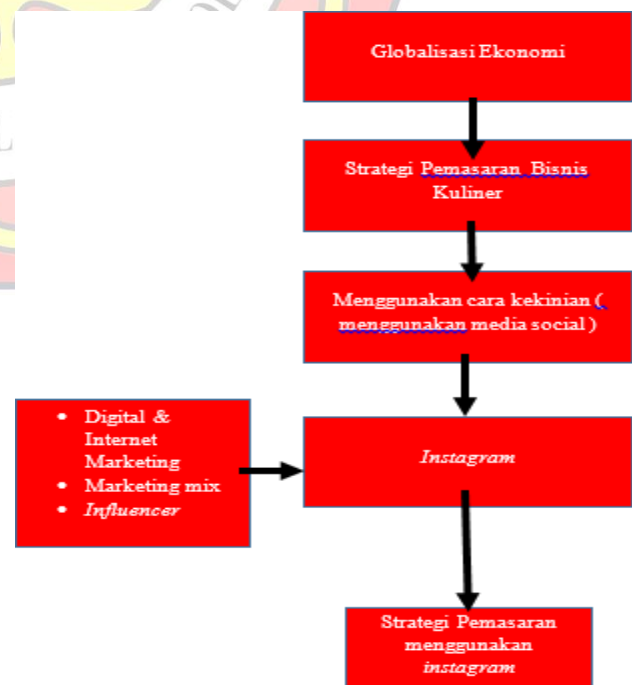 Globalisasi Ekonomi
Strategi Pemasaran Bisnis
Kuliner
Menggunakan cara kekinian (
menggunakan media social )
• Digital &
Internet
Marketing
• Marketing mix
• Influencer
Instagram
Strategi Pemasaran
menggunakan
instagram